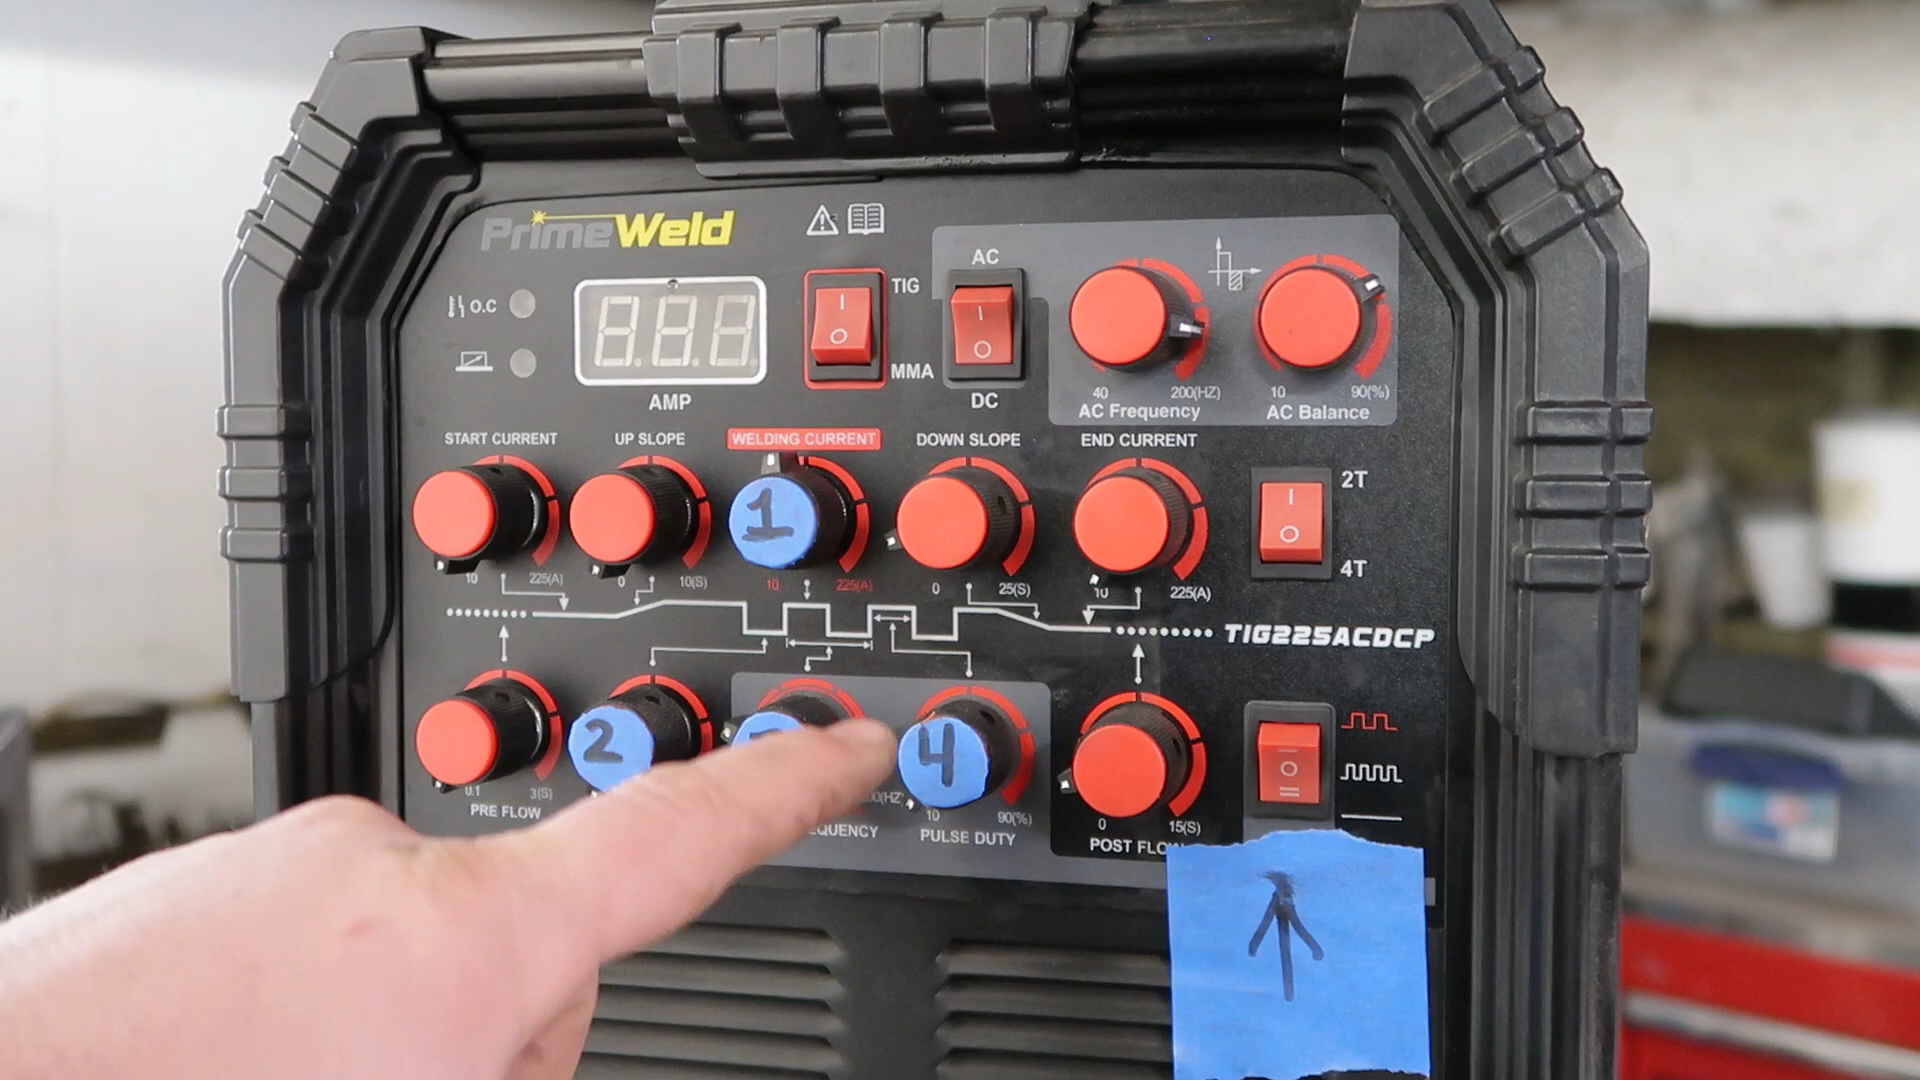 PrimeWeld
O.C
8.8.8.
AMP
I
O
TIG
MMA
AC
I
O
DC
40
200(HZ)
AC Frequency
10
90(%)
AC Balance
START CURRENT
UP SLOPE
WELDING CURRENT
DOWN SLOPE
END CURRENT
1
I
O
2T
4T
10
225(A)
0
10(S)
10
225(A)
0
25(S)
10
225(A)
TIG225ACDCP
2
4
I
O
II
0.1
3(S)
10
90(%)
0
15(S)
PRE FLOW
PULSE DUTY
POST